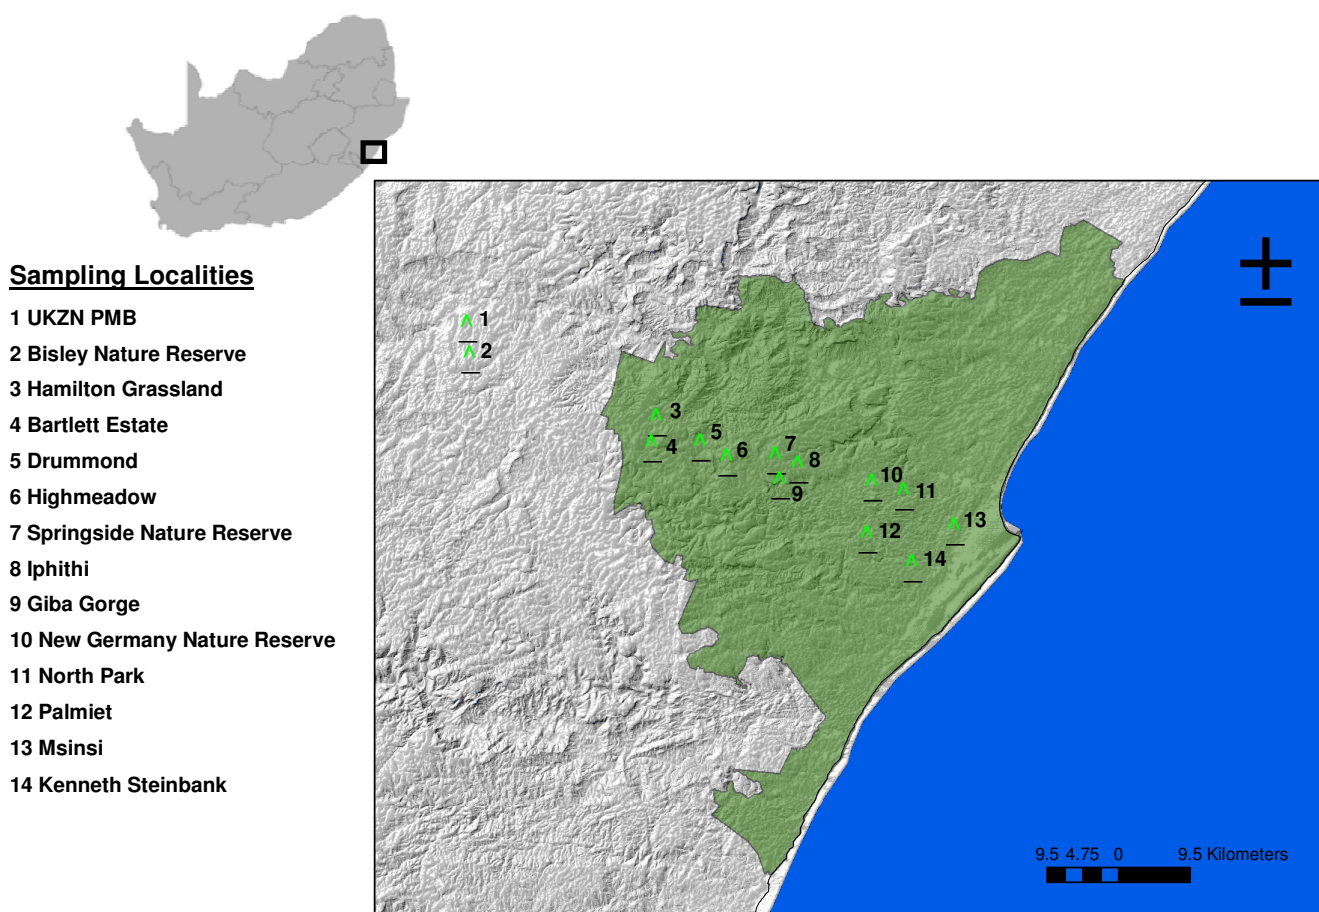 Sampling Localities
1 UKZN PMB
2 Bisley Nature Reserve
3 Hamilton Grassland
4 Bartlett Estate
5 Drummond
6 Highmeadow
7 Springside Nature Reserve
8 Iphithi
9 Giba Gorge
10 New Germany Nature Reserve
11 North Park
12 Palmiet
13 Msinsi
14 Kenneth Steinbank
1
2
3
4
5
6
7
8
9
10
11
12
13
14
9.5 4.75 0 9.5 Kilometers